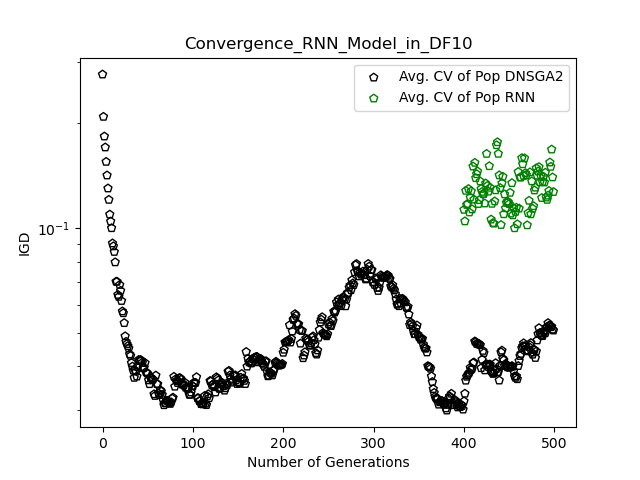 Convergence_RNN_Model_in_DF10
Avg. CV of Pop DNSGA2
Avg. CV of Pop RNN
IGD
10⁻¹
0 100 200 300 400 500
Number of Generations